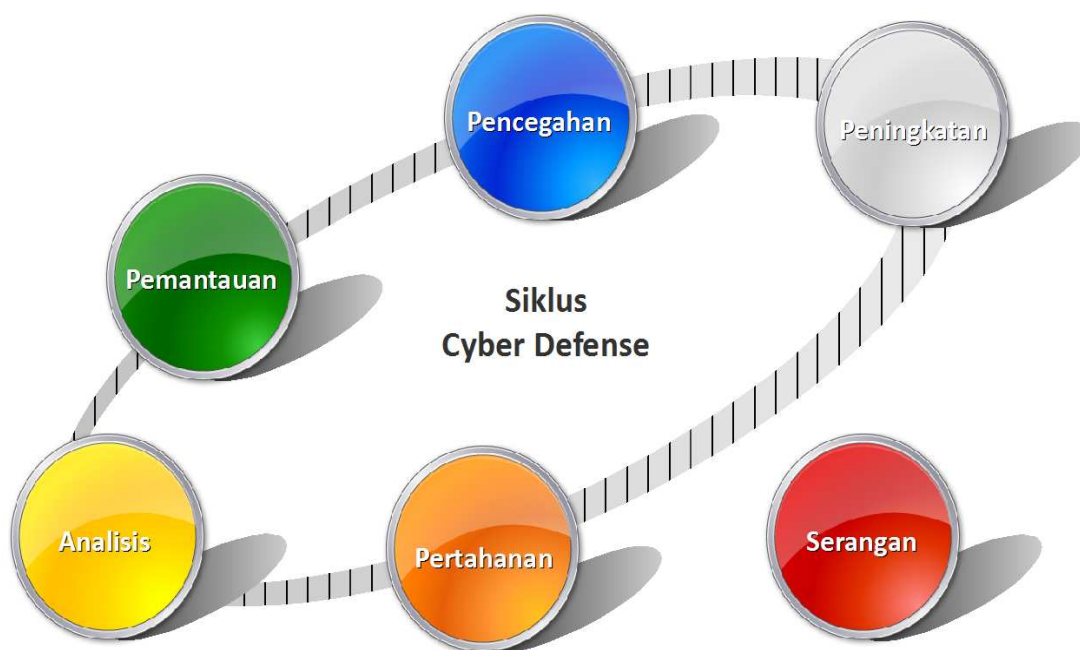 Pencegahan
Peningkatan
Pemantauan
Siklus
Cyber Defense
Analisis
Pertahanan
Serangan